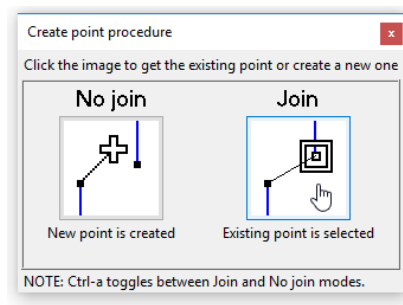 Create point procedure
x
Click the image to get the existing point or create a new one
No join
Join
New point is created
Existing point is selected
NOTE: Ctrl-a toggles between Join and No join modes.